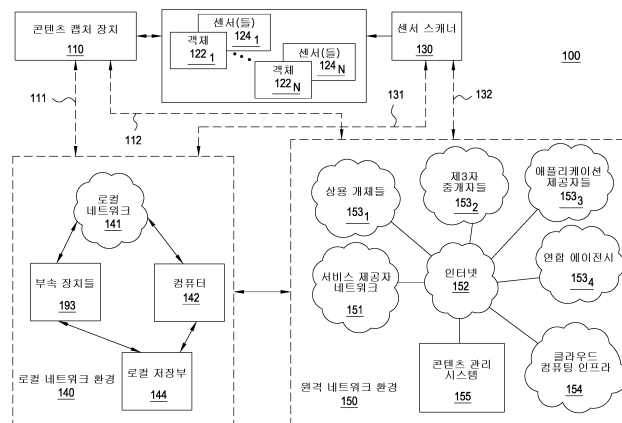 콘텐츠 캡처 장치
110
센서(들)
124 1
객체
122 1
센서(들)
124 N
객체
122 N
센서 스캐너
130
100
111
112
131
132
로컬
네트워크
141
부속 장치들
193
컴퓨터
142
로컬 저장부
144
로컬 네트워크 환경
140
상용 개체들
153 1
제3자
중개자들
153 2
애플리케이션
제공자들
153 3
서비스 제공자
네트워크
151
인터넷
152
연합 에이전시
153 4
콘텐츠 관리
시스템
155
클라우드
컴퓨팅 인프라
154
원격 네트워크 환경
150